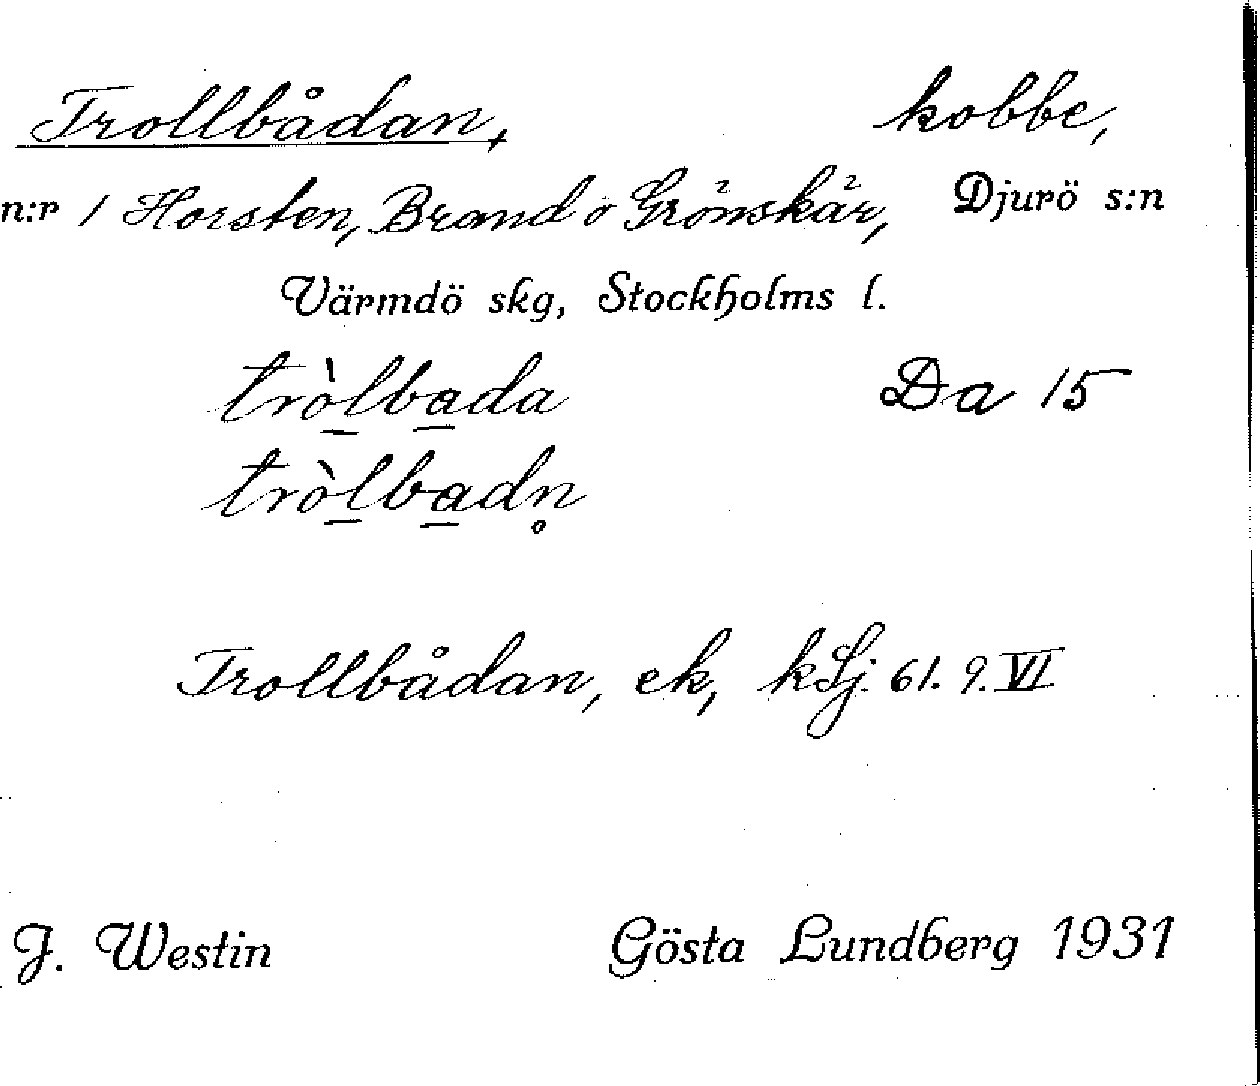 Trollbådan, kobbe,
n:r 1 Horsten, Brand o Grönskär, Djurö s:n
Värmdö skg, Stockholms l.
tròlbada Da 15
tròlbadn̥
Trollbådan, ek, kSj. 61. 9. VI
J. Westin Gösta Lundberg 1931